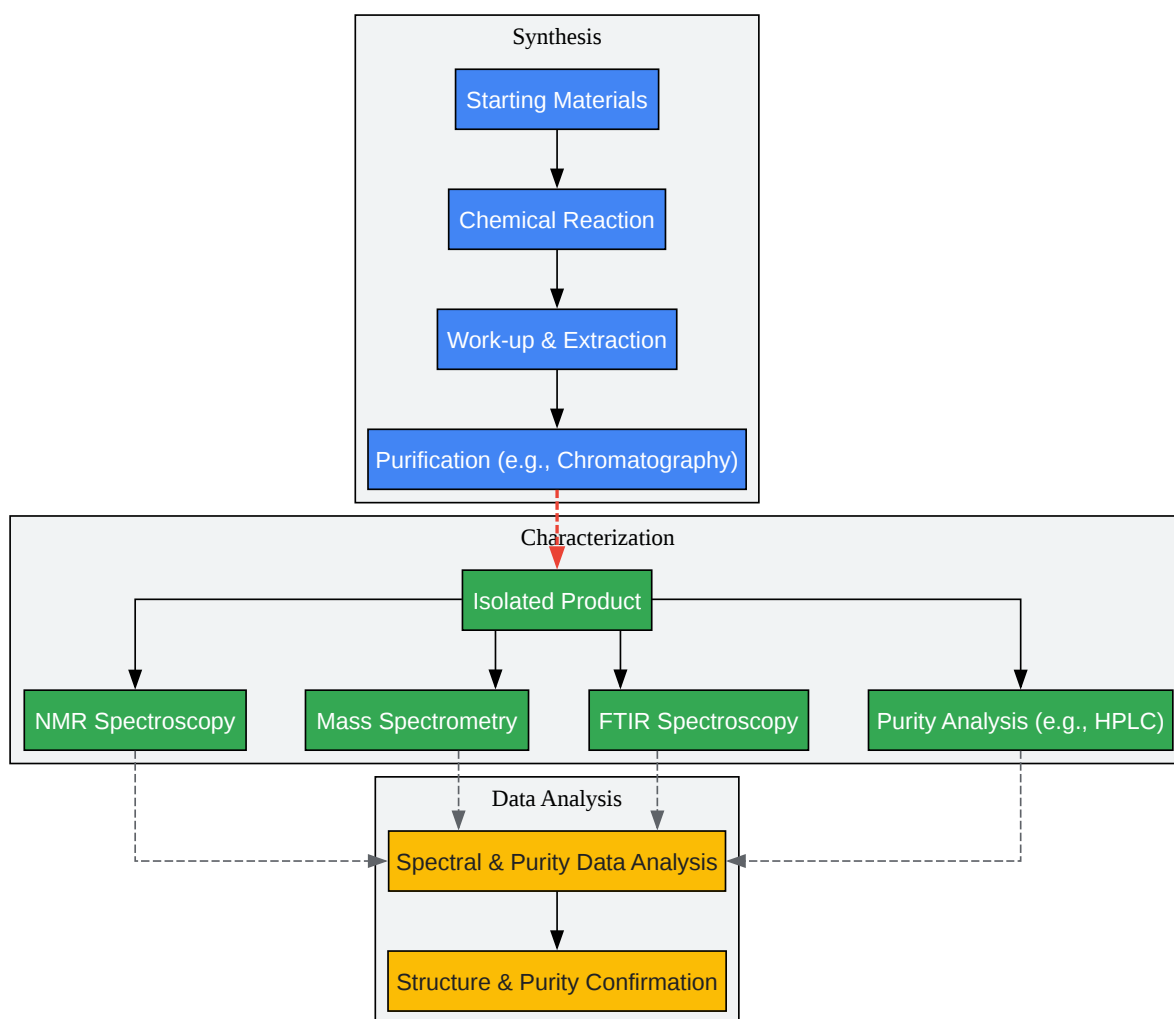 Synthesis
Starting Materials
Chemical Reaction
Work-up & Extraction
Purification (e.g., Chromatography)
Characterization
Isolated Product
NMR Spectroscopy
Mass Spectrometry
FTIR Spectroscopy
Purity Analysis (e.g., HPLC)
Data Analysis
Spectral & Purity Data Analysis
Structure & Purity Confirmation